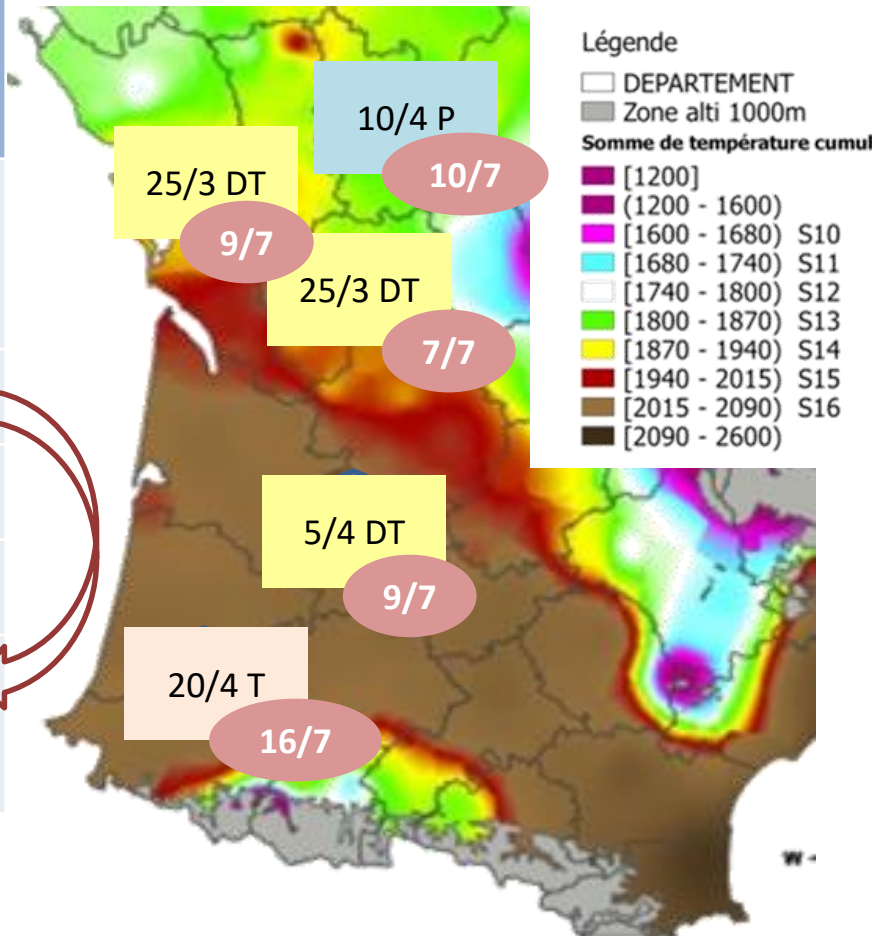 10/4 P
10/7
25/3 DT
9/7
25/3 DT
7/7
5/4 DT
9/7
20/4 T
16/7
Légende
DEPARTEMENT
Zone alti 1000m
Somme de température cumul
[1200]
(1200 - 1600)
[1600 - 1680) S10
[1680 - 1740) S11
[1740 - 1800) S12
[1800 - 1870) S13
[1870 - 1940) S14
[1940 - 2015) S15
[2015 - 2090) S16
[2090 - 2600)
W